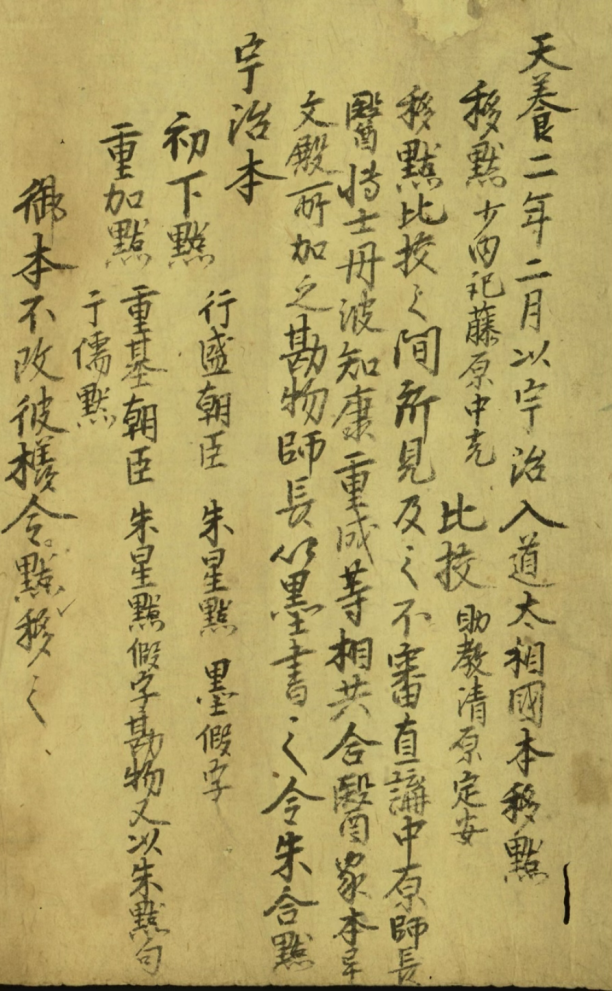 天養二年二月以宇治入道太相國本移點
移點 少内記藤原中光 比挍 助教清原定安
移點比挍之間所見及之不審直講中原師長
醫博士丹波知康重成等相共合醫家本畢
文殿所加之勘物師長以墨書之令朱合點
宇治本
初下點 行盛朝臣 朱星點 墨假字
重加點 重基朝臣 朱星點假字勘物又以朱點句
于儒點
御本不改彼樣令點移之